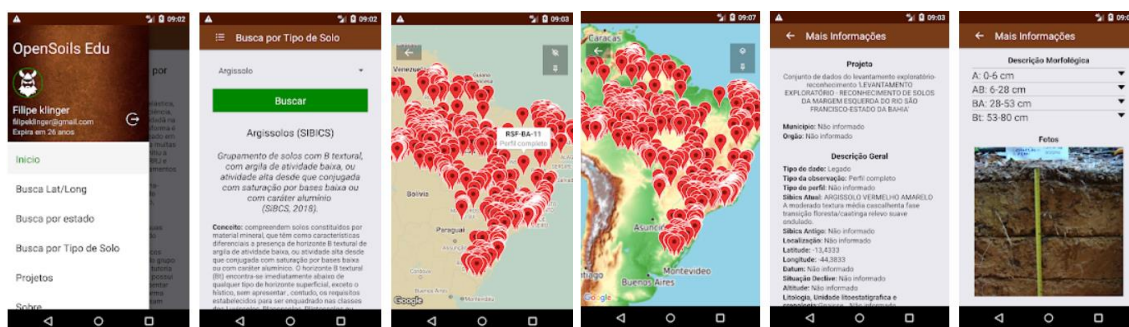 09:02
OpenSoils Edu
por
Filipe klinger
filipeklinger@gmail.com
Expira em 26 anos
Inicio
Busca Lat/Long
Busca por estado
Busca por Tipo de Solo
Projetos
Sobre
09:02
Busca por Tipo de Solo
Argissolo
Buscar
Argissolos (SIBICS)
Grupamento de solos com B textural,
com argila de atividade baixa, ou
atividade alta desde que conjugada
com saturação por bases baixa ou
com caráter alumínico
(SiBCS, 2018).
Conceito: compreendem solos constituídos por
material mineral, que têm como características
diferenciais a presença de horizonte B textural de
argila de atividade baixa, ou atividade alta desde
que conjugada com saturação por bases baixa
ou com caráter alumínico. O horizonte B textural
(Bt) encontra-se imediatamente abaixo de
qualquer tipo de horizonte superficial, exceto o
hístico, sem apresentar, contudo, os requisitos
estabelecidos para ser enquadrado nas classes
09:03
Venezuela
RSF-BA-11
Perfil completo
Bolivia
Paraguai
Buenos Aires
Montevideo
Google
09:07
Caracas
Asunción
Santiago
Buenos Aires
Montevideo
Google
09:03
Mais Informações
Projeto
Conjunto de dados do levantamento exploratório-
reconhecimento 'LEVANTAMENTO
EXPLORATÓRIO - RECONHECIMENTO DE SOLOS
DA MARGEM ESQUERDA DO RIO SÃO
FRANCISCO-ESTADO DA BAHIA'
Município: Não informado
Orgão: Não informado
Descrição Geral
Tipo de dado: Legado
Tipo da observação: Perfil completo
Tipo do perfil: Não informado
Sibics Atual: ARGISSOLO VERMELHO AMARELO
A moderado textura média cascalhenta fase
transição floresta/caatinga relevo suave
ondulado.
Sibics Antigo: Não informado
Localização: Não informado
Latitude: -13,4333
Longitude: -44,3833
Datum: Não informado
Situação Declive: Não informado
Altitude: Não informado
Litologia, Unidade litoestatigrafica e
09:03
Mais Informações
Descrição Morfológica
A: 0-6 cm
AB: 6-28 cm
BA: 28-53 cm
Bt: 53-80 cm
Fotos